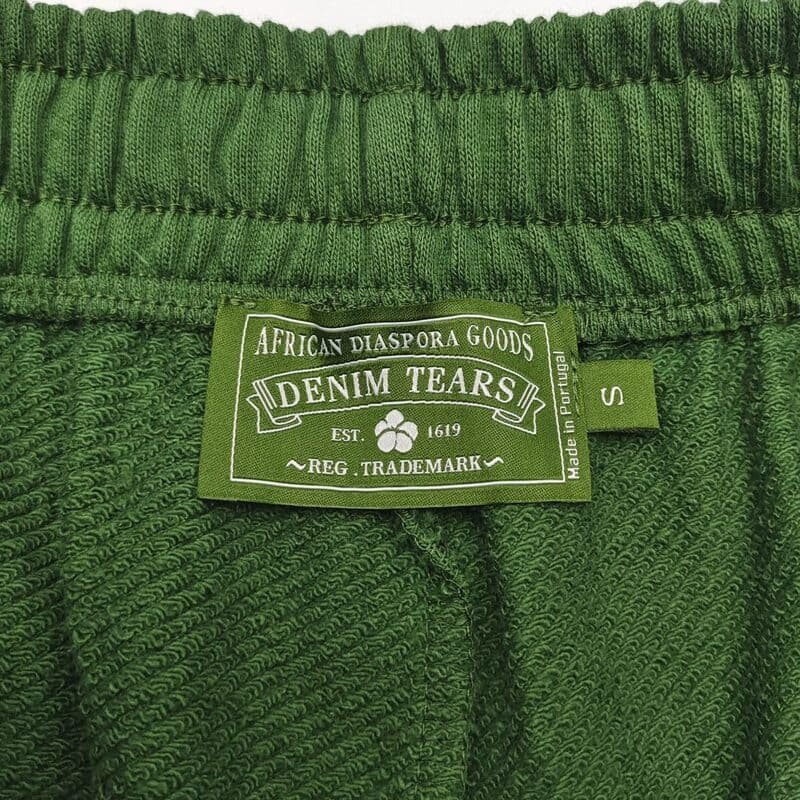 AFRICAN DIASPORA GOODS
DENIM TEARS
EST. 1619
~REG . TRADEMARK~
Made in Portugal
S